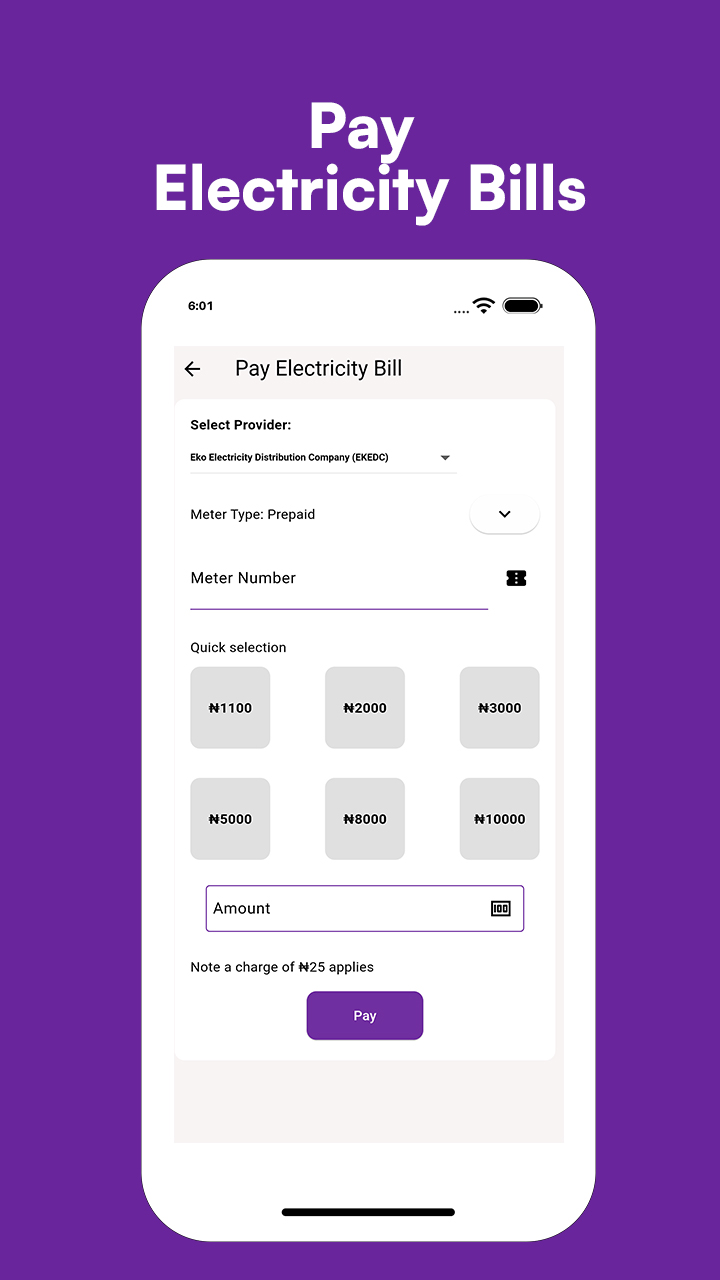 Pay
Electricity Bills
6:01
Pay Electricity Bill
Select Provider:
Eko Electricity Distribution Company (EKEDC)
Meter Type: Prepaid
Meter Number
Quick selection
₦1100 ₦2000 ₦3000
₦5000 ₦8000 ₦10000
Amount
Note a charge of ₦25 applies
Pay